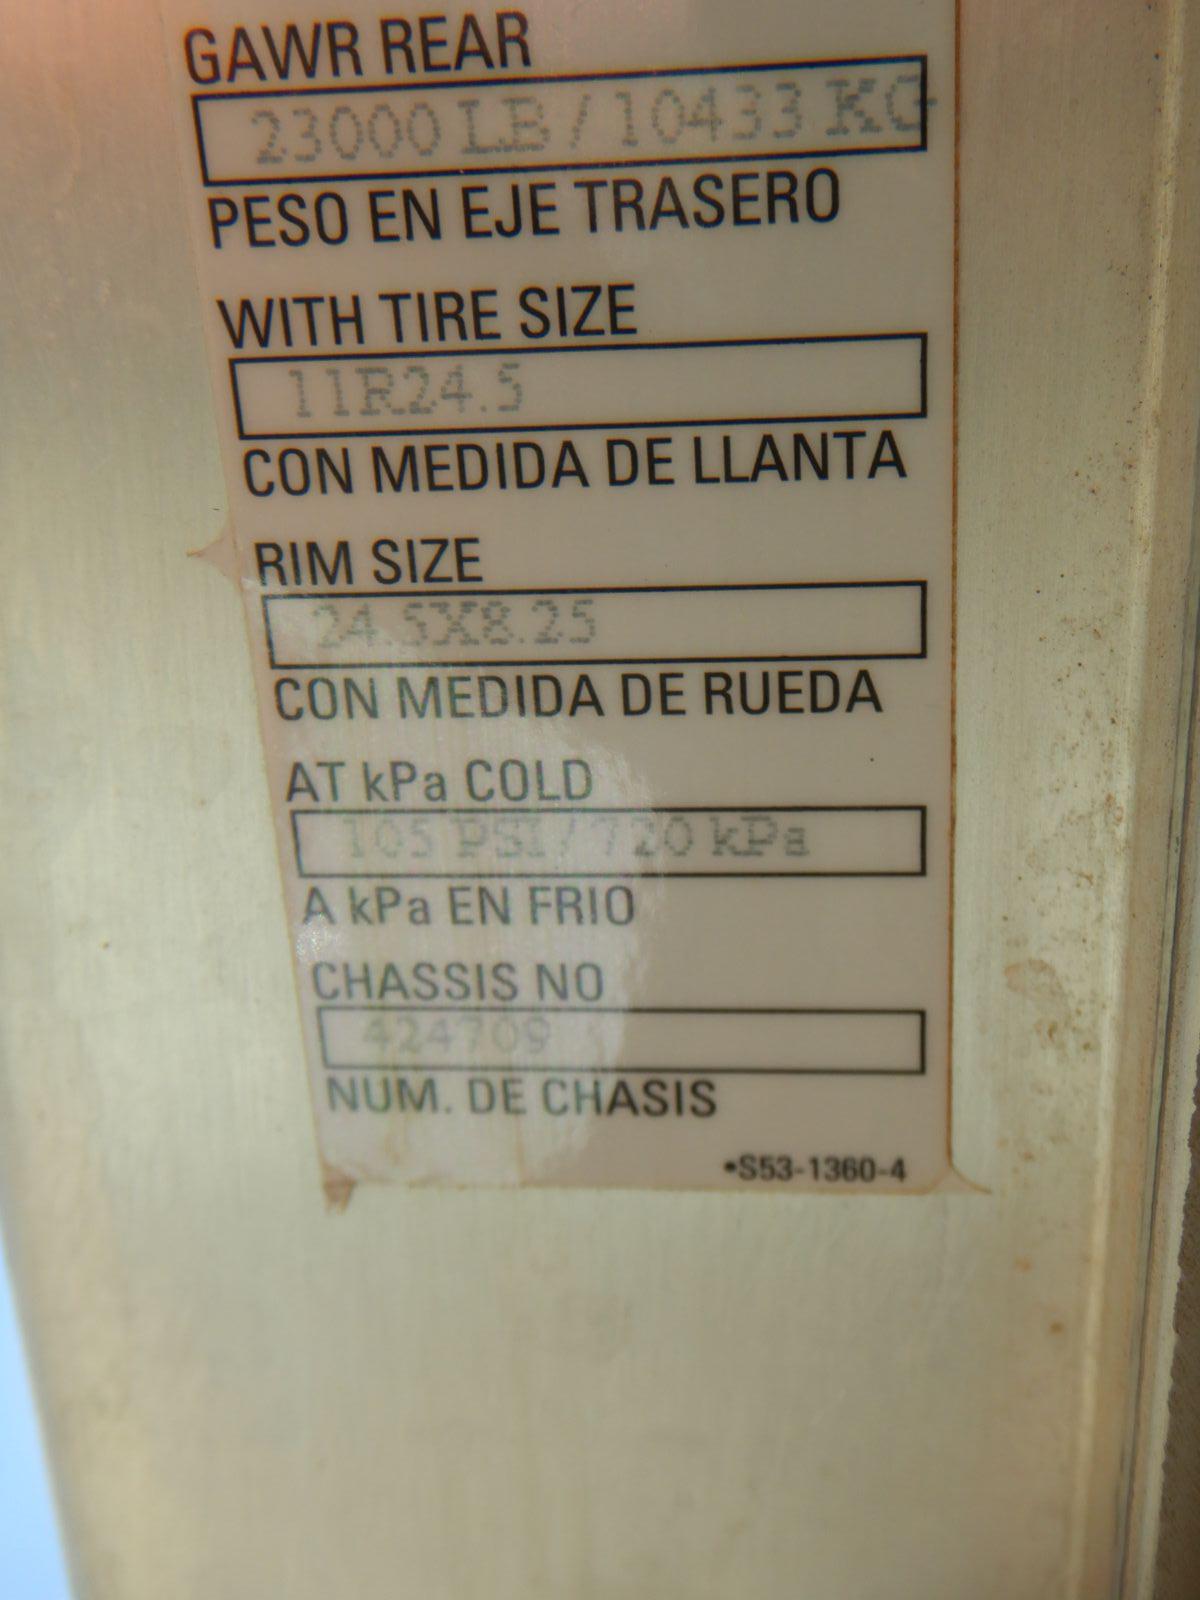 GAWR REAR
23000 LB / 10433 KG
PESO EN EJE TRASERO
WITH TIRE SIZE
11R24.5
CON MEDIDA DE LLANTA
RIM SIZE
24.5X8.25
CON MEDIDA DE RUEDA
AT kPa COLD
105 PSI / 720 kPa
A kPa EN FRIO
CHASSIS NO
424709
NUM. DE CHASIS
•S53-1360-4